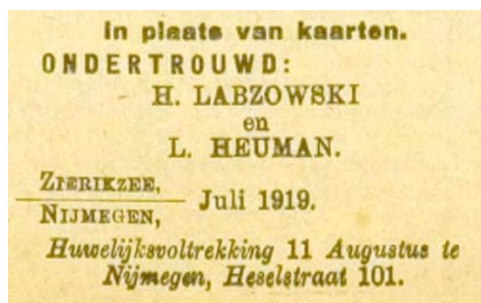 In plaats van kaarten.
ONDERTROUWD:
H. LABZOWSKI
en
L. HEUMAN.
ZIERIKZEE,
Juli 1919.
NIJMEGEN,
Huwelijksvoltrekking 11 Augustus te
Nijmegen, Heselstraat 101.